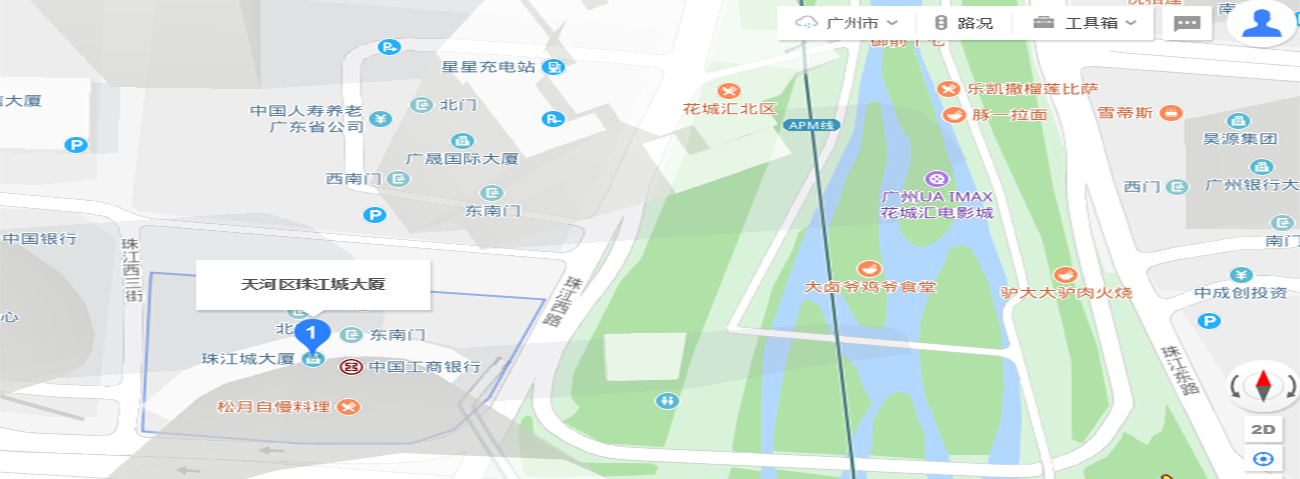 广州市
路况
工具箱
星星充电站
北门
中国人寿养老
广东省公司
广晟国际大厦
西南门
东南门
花城汇北区
APM线
乐凯撒榴莲比萨
豚一拉面
雪蒂斯
昊源集团
广州银行大
西门
南门
广州UA IMAX
花城汇电影城
中国银行
珠江西三街
天河区珠江城大厦
大卤爷鸡爷食堂
驴大大驴肉火烧
中成创投资
珠江西路
1
东南门
珠江城大厦
中国工商银行
松月自慢料理
珠江东路
2D